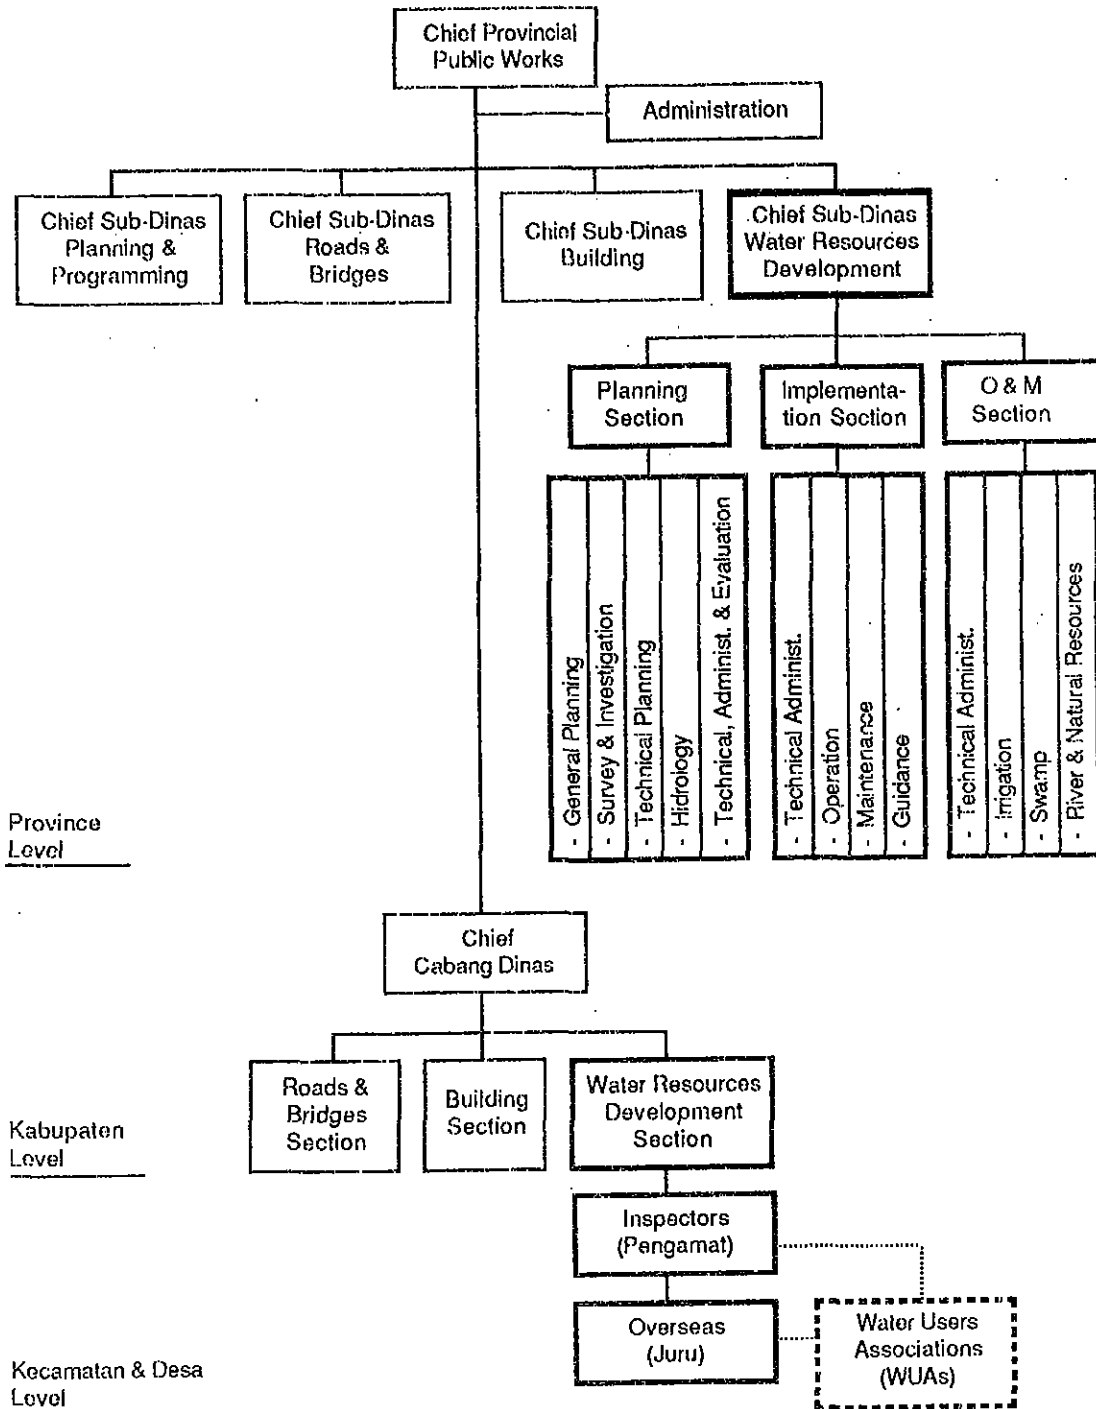 Chief Provincial
Public Works
Administration
Chief Sub-Dinas
Planning &
Programming
Chief Sub-Dinas
Roads &
Bridges
Chief Sub-Dinas
Building
Chief Sub-Dinas
Water Resources
Development
Planning
Section
Implementa-
tion Section
O & M
Section
- General Planning
- Survey & Investigation
- Technical Planning
- Hidrology
- Technical, Administ. & Evaluation
- Technical Administ.
- Operation
- Maintenance
- Guidance
- Technical Administ.
- Irrigation
- Swamp
- River & Natural Resources
Province
Level
Chief
Cabang Dinas
Roads &
Bridges
Section
Building
Section
Water Resources
Development
Section
Kabupaten
Level
Inspectors
(Pengamat)
Overseas
(Juru)
Water Users
Associations
(WUAs)
Kecamatan & Desa
Level